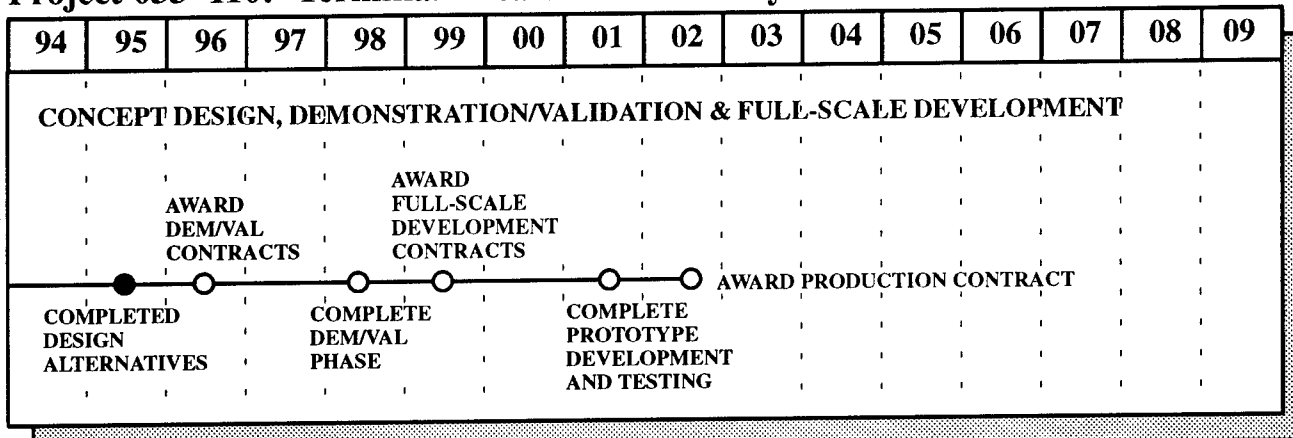 94 95 96 97 98 99 00 01 02 03 04 05 06 07 08 09
CONCEPT DESIGN, DEMONSTRATION/VALIDATION & FULL-SCALE DEVELOPMENT
AWARD
DEM/VAL
CONTRACTS
AWARD
FULL-SCALE
DEVELOPMENT
CONTRACTS
AWARD PRODUCTION CONTRACT
COMPLETED
DESIGN
ALTERNATIVES
COMPLETE
DEM/VAL
PHASE
COMPLETE
PROTOTYPE
DEVELOPMENT
AND TESTING